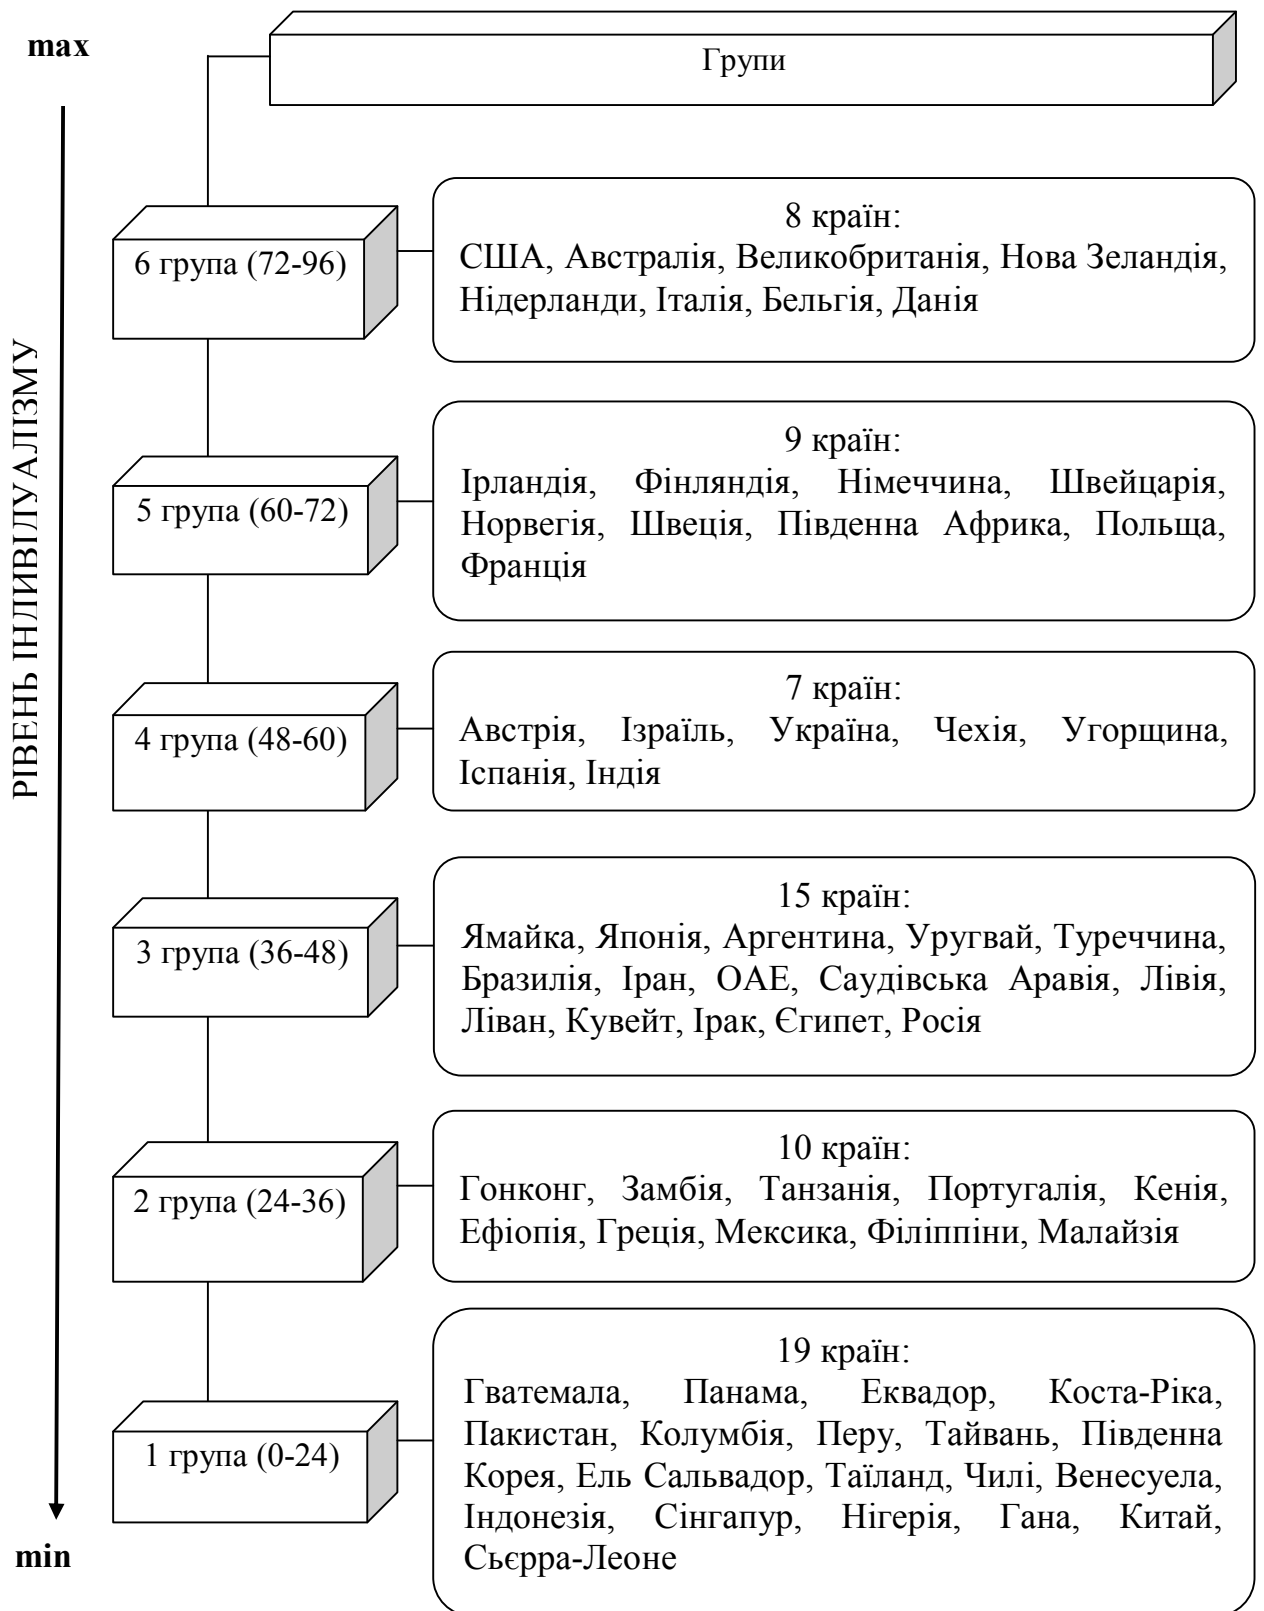 max
Групи
РІВЕНЬ ІНДИВІДУАЛІЗМУ
6 група (72-96)
8 країн:
США, Австралія, Великобританія, Нова Зеландія,
Нідерланди, Італія, Бельгія, Данія
5 група (60-72)
9 країн:
Ірландія, Фінляндія, Німеччина, Швейцарія,
Норвегія, Швеція, Південна Африка, Польща,
Франція
4 група (48-60)
7 країн:
Австрія, Ізраїль, Україна, Чехія, Угорщина,
Іспанія, Індія
3 група (36-48)
15 країн:
Ямайка, Японія, Аргентина, Уругвай, Туреччина,
Бразилія, Іран, ОАЕ, Саудівська Аравія, Лівія,
Ліван, Кувейт, Ірак, Єгипет, Росія
2 група (24-36)
10 країн:
Гонконг, Замбія, Танзанія, Португалія, Кенія,
Ефіопія, Греція, Мексика, Філіппіни, Малайзія
1 група (0-24)
19 країн:
Гватемала, Панама, Еквадор, Коста-Ріка,
Пакистан, Колумбія, Перу, Тайвань, Південна
Корея, Ель Сальвадор, Таїланд, Чилі, Венесуела,
Індонезія, Сінгапур, Нігерія, Гана, Китай,
Сьєрра-Леоне
min